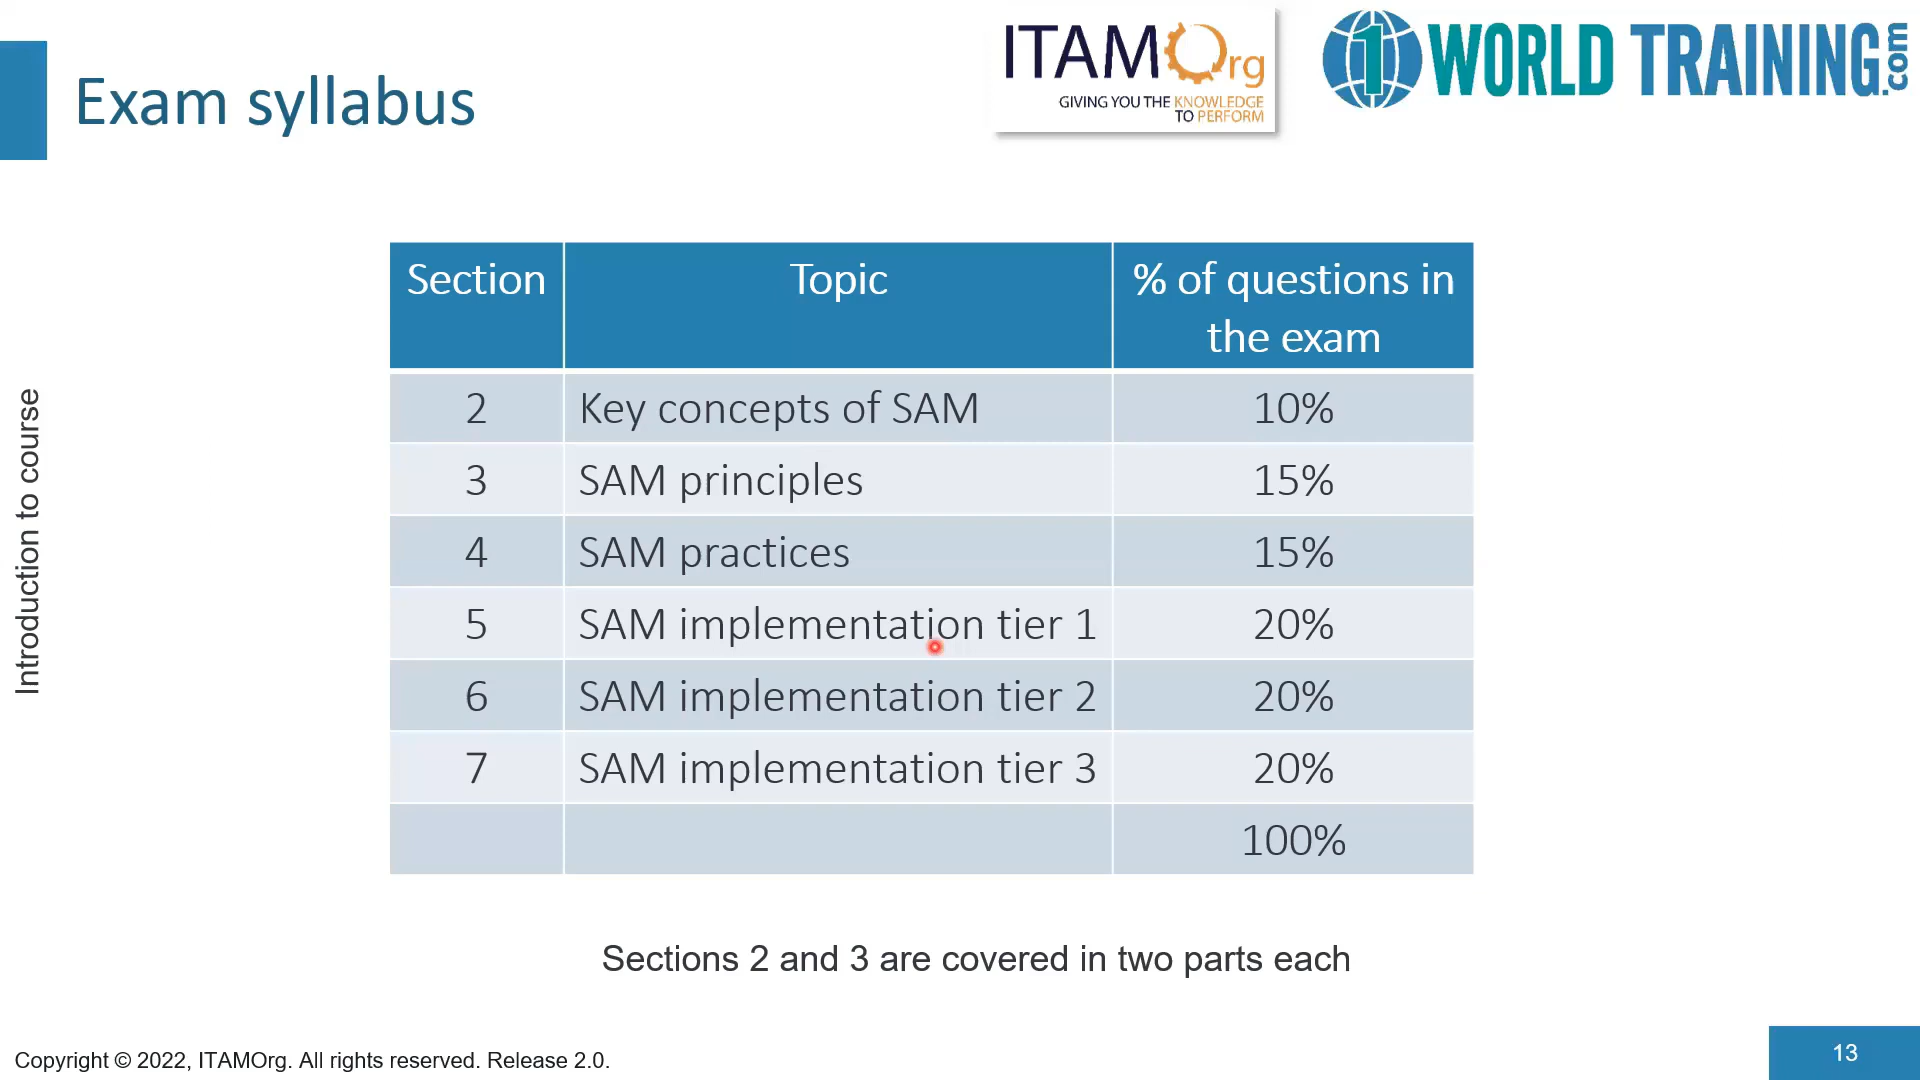 Exam syllabus
ITAMOrg
GIVING YOU THE KNOWLEDGE
TO PERFORM
1 WORLD TRAINING.com
Introduction to course
Section Topic % of questions in
the exam
2 Key concepts of SAM 10%
3 SAM principles 15%
4 SAM practices 15%
5 SAM implementation tier 1 20%
6 SAM implementation tier 2 20%
7 SAM implementation tier 3 20%
100%
Sections 2 and 3 are covered in two parts each
Copyright © 2022, ITAMOrg. All rights reserved. Release 2.0.
13